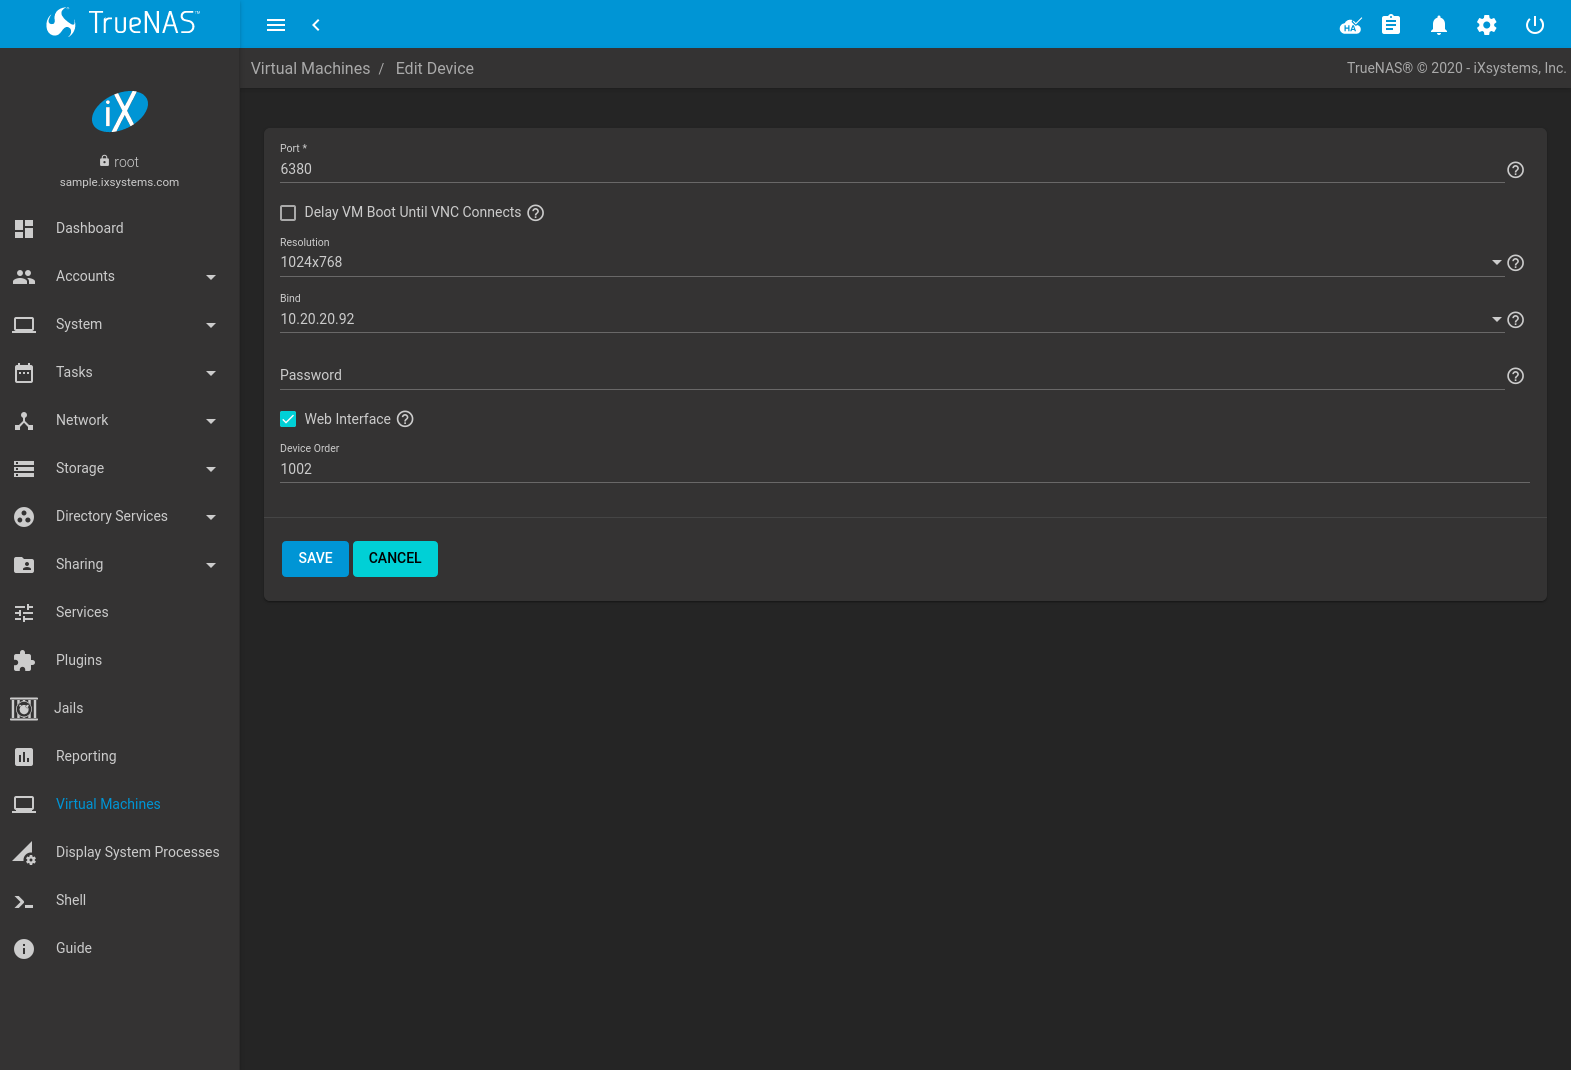 TrueNAS™
HA
Virtual Machines / Edit Device
TrueNAS® © 2020 - iXsystems, Inc.
iX
root
sample.ixsystems.com
Dashboard
Accounts
System
Tasks
Network
Storage
Directory Services
Sharing
Services
Plugins
Jails
Reporting
Virtual Machines
Display System Processes
Shell
Guide
Port *
6380
Delay VM Boot Until VNC Connects
Resolution
1024x768
Bind
10.20.20.92
Password
Web Interface
Device Order
1002
SAVE
CANCEL